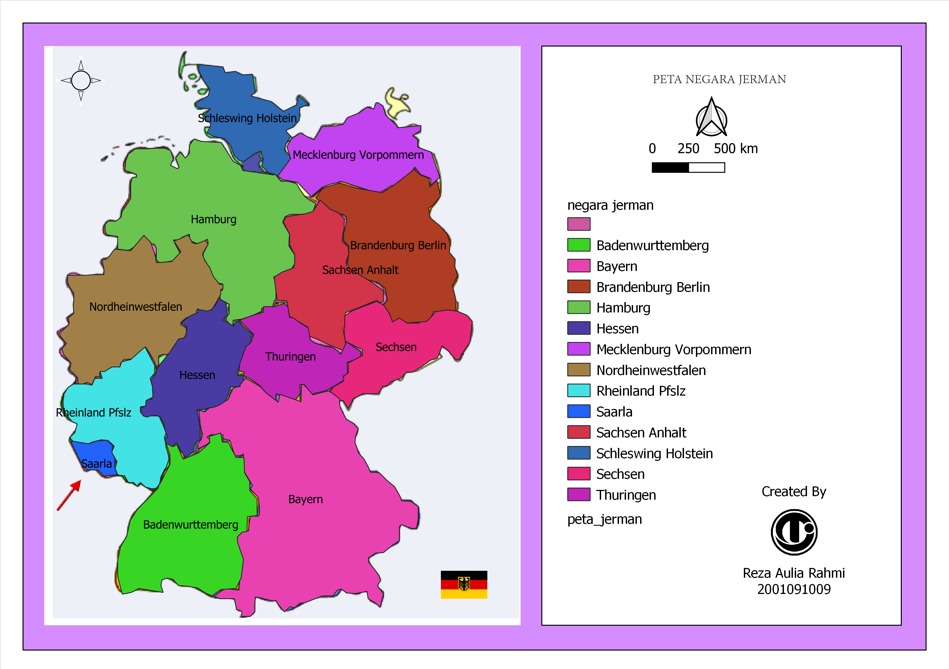 Schleswing Holstein
Mecklenburg Vorpommern
Hamburg
Brandenburg Berlin
Sachsen Anhalt
Nordheinwestfalen
Thuringen
Sechsen
Hessen
Rheinland Pfslz
Saarla
Bayern
Badenwurttemberg
PETA NEGARA JERMAN
0 250 500 km
negara jerman
Badenwurttemberg
Bayern
Brandenburg Berlin
Hamburg
Hessen
Mecklenburg Vorpommern
Nordheinwestfalen
Rheinland Pfslz
Saarla
Sachsen Anhalt
Schleswing Holstein
Sechsen
Thuringen
peta_jerman
Created By
Reza Aulia Rahmi
2001091009